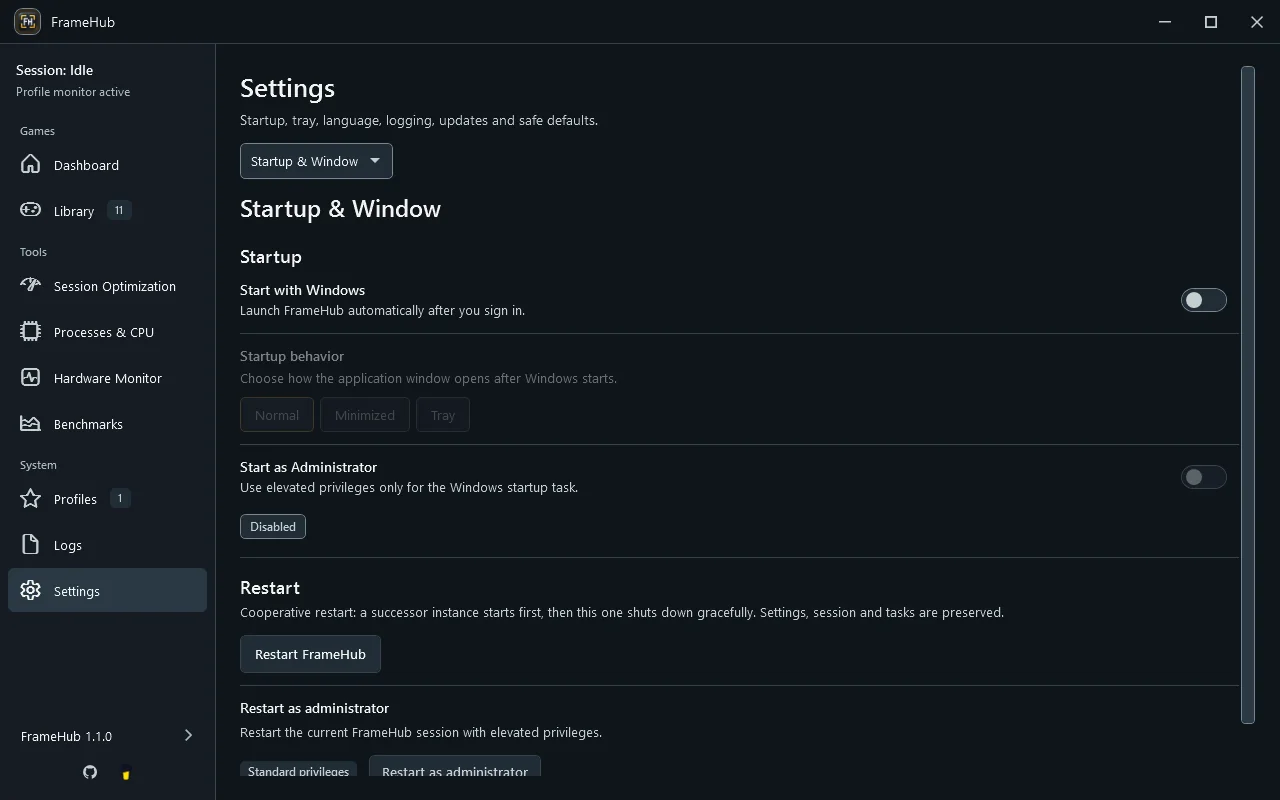 FH
FrameHub
Session: Idle
Profile monitor active
Games
Dashboard
Library 11
Tools
Session Optimization
Processes & CPU
Hardware Monitor
Benchmarks
System
Profiles 1
Logs
Settings
FrameHub 1.1.0
Settings
Startup, tray, language, logging, updates and safe defaults.
Startup & Window
Startup & Window
Startup
Start with Windows
Launch FrameHub automatically after you sign in.
Startup behavior
Choose how the application window opens after Windows starts.
Normal Minimized Tray
Start as Administrator
Use elevated privileges only for the Windows startup task.
Disabled
Restart
Cooperative restart: a successor instance starts first, then this one shuts down gracefully. Settings, session and tasks are preserved.
Restart FrameHub
Restart as administrator
Restart the current FrameHub session with elevated privileges.
Standard privileges Restart as administrator